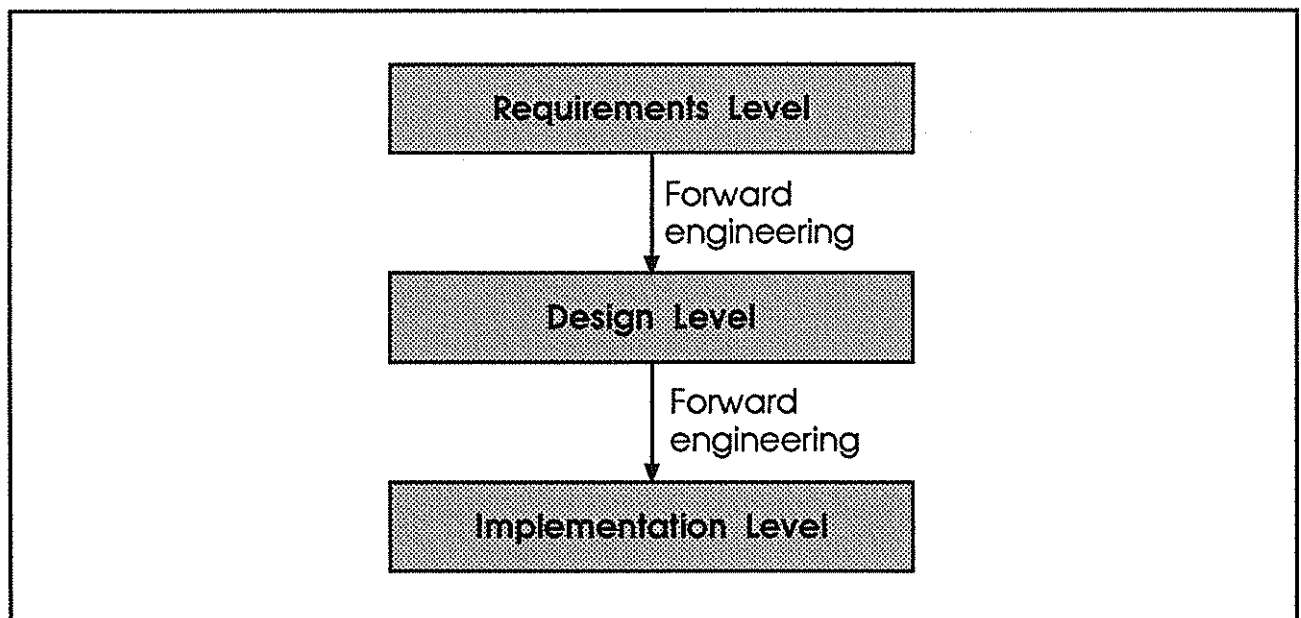 Requirements Level
Forward
engineering
Design Level
Forward
engineering
Implementation Level